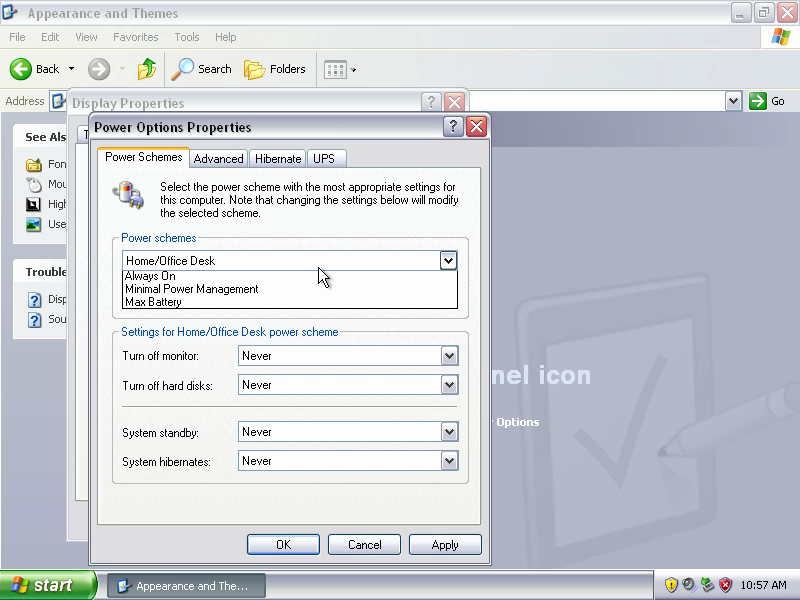 Appearance and Themes
File Edit View Favorites Tools Help
Back Search Folders
Address Go
Display Properties
Power Options Properties
See Als
Power Schemes Advanced Hibernate UPS
Fon
Mou
High
Use
Select the power scheme with the most appropriate settings for
this computer. Note that changing the settings below will modify
the selected scheme.
Power schemes
Home/Office Desk
Always On
Minimal Power Management
Max Battery
Trouble
Disp
Sou
Settings for Home/Office Desk power scheme
Turn off monitor: Never
Turn off hard disks: Never
System standby: Never
System hibernates: Never
nel icon
Options
OK Cancel Apply
start Appearance and The... 10:57 AM